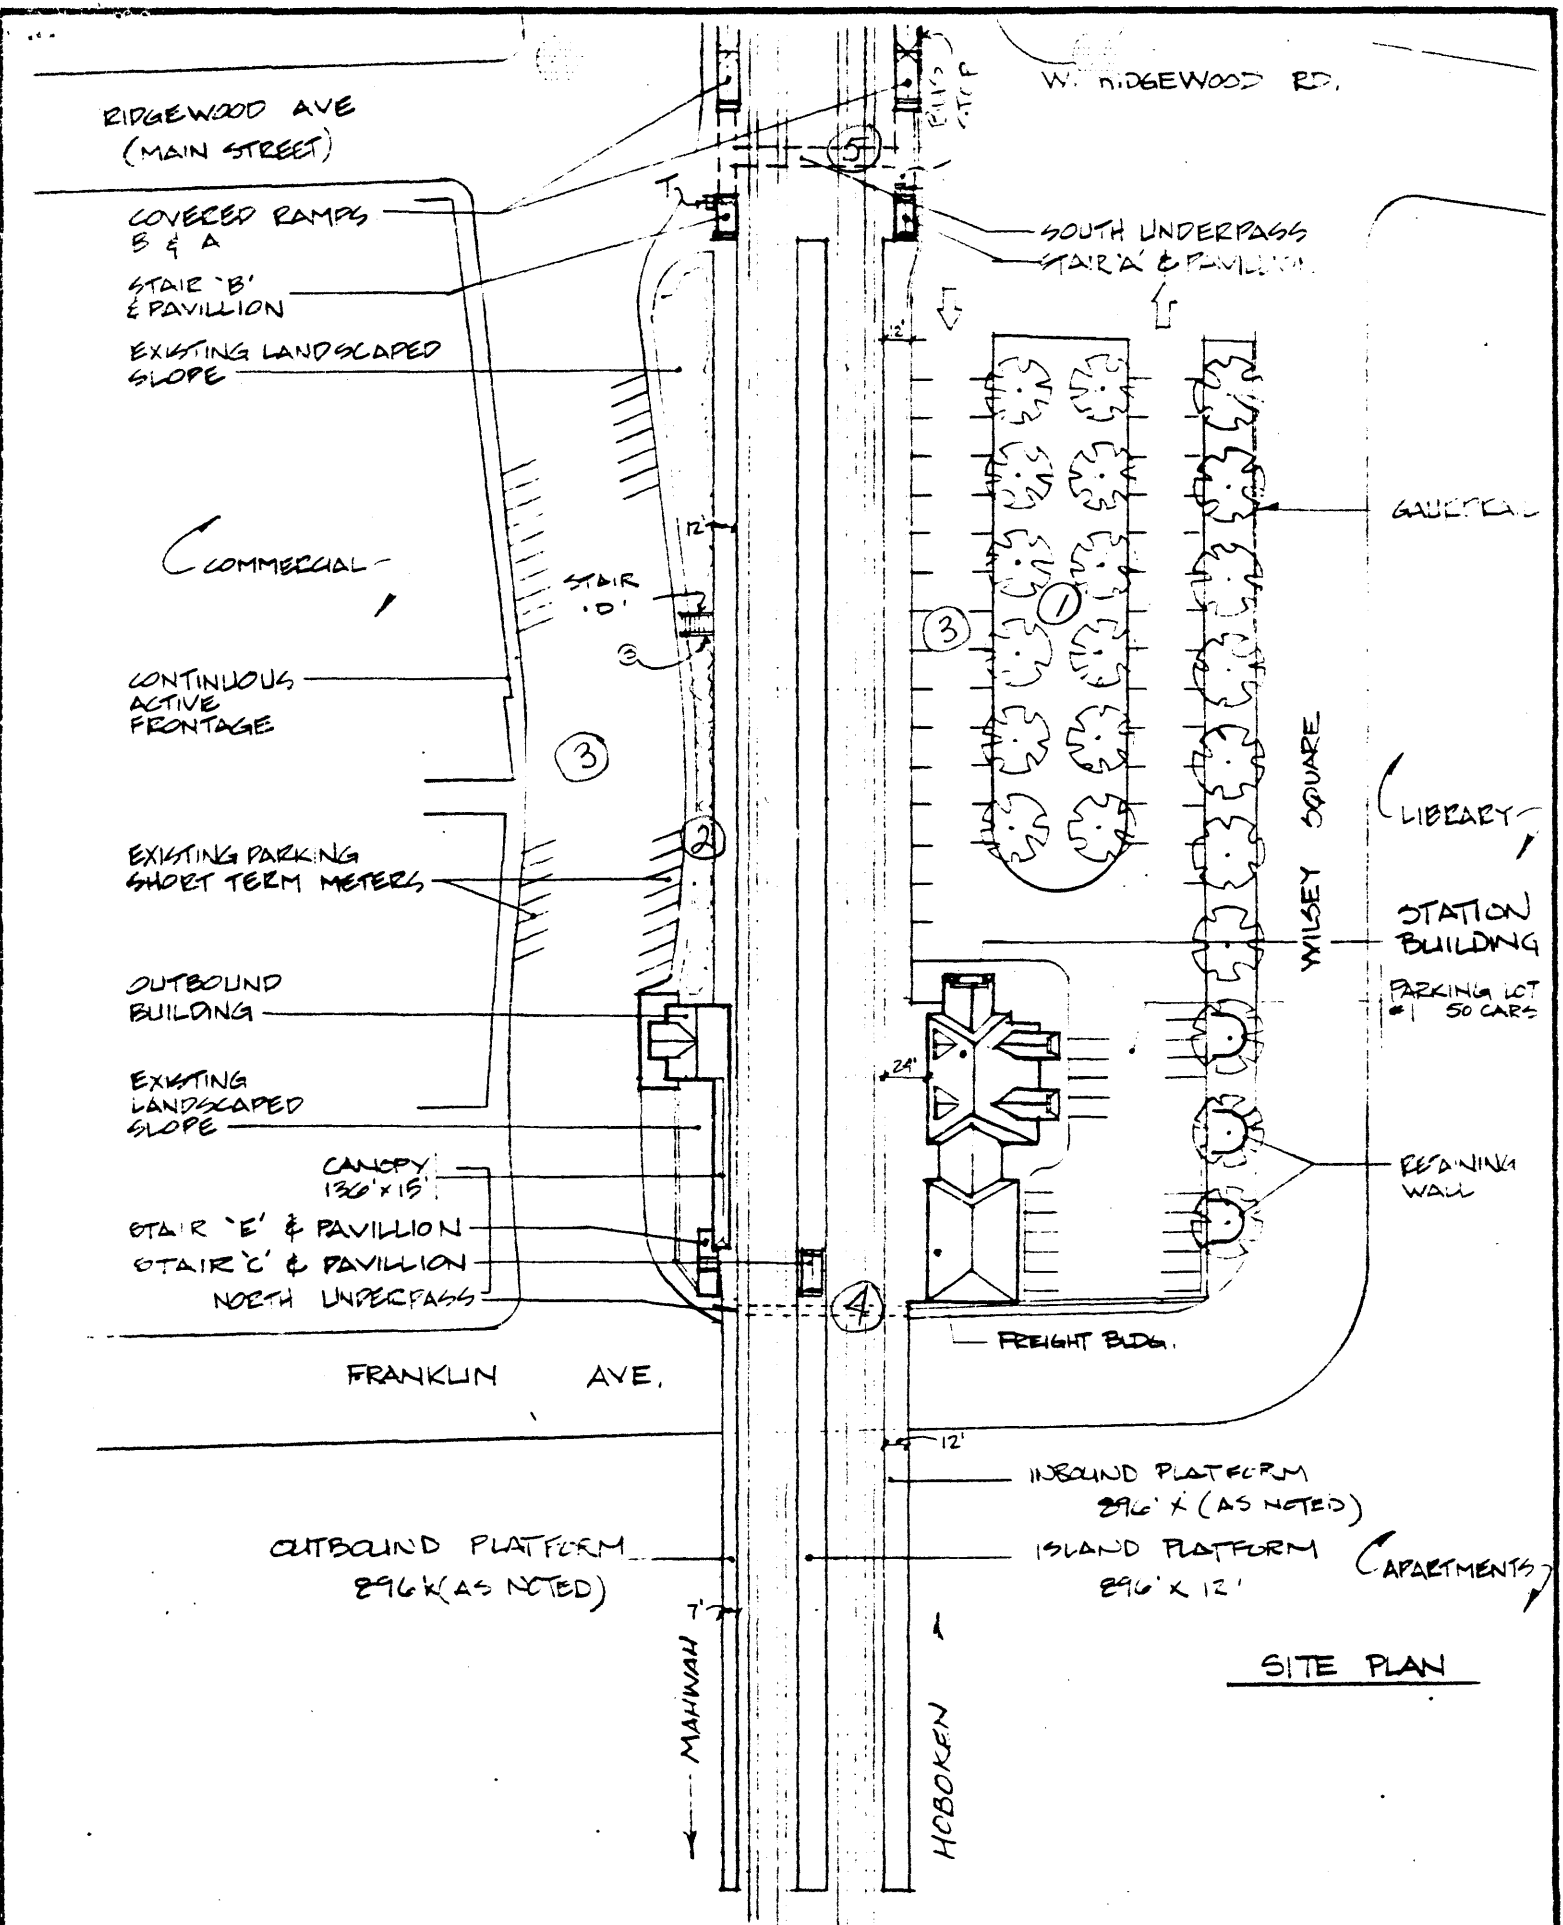 RIDGEWOOD AVE
(MAIN STREET)
COVERED RAMPS
B & A
STAIR 'B'
& PAVILLION
EXISTING LANDSCAPED
SLOPE
COMMERCIAL
CONTINUOUS
ACTIVE
FRONTAGE
EXISTING PARKING
SHORT TERM METERS
OUTBOUND
BUILDING
EXISTING
LANDSCAPED
SLOPE
CANOPY
136' X 15'
STAIR 'E' & PAVILLION
STAIR 'C' & PAVILLION
NORTH UNDERPASS
FRANKLIN AVE.
OUTBOUND PLATFORM
896' X (AS NOTED)
7'
MAHWAH
T
12'
STAIR
'D'
3
3
2
5
BUS
STOP
W. RIDGEWOOD RD.
SOUTH UNDERPASS
STAIR 'A' & PAVILLION
12'
1
3
WILSEY SQUARE
LIBRARY
STATION
BUILDING
PARKING LOT
#1 50 CARS
24'
RETAINING
WALL
4
FREIGHT BLDG.
12'
INBOUND PLATFORM
896' X (AS NOTED)
ISLAND PLATFORM
896' X 12'
APARTMENTS
HOBOKEN
SITE PLAN